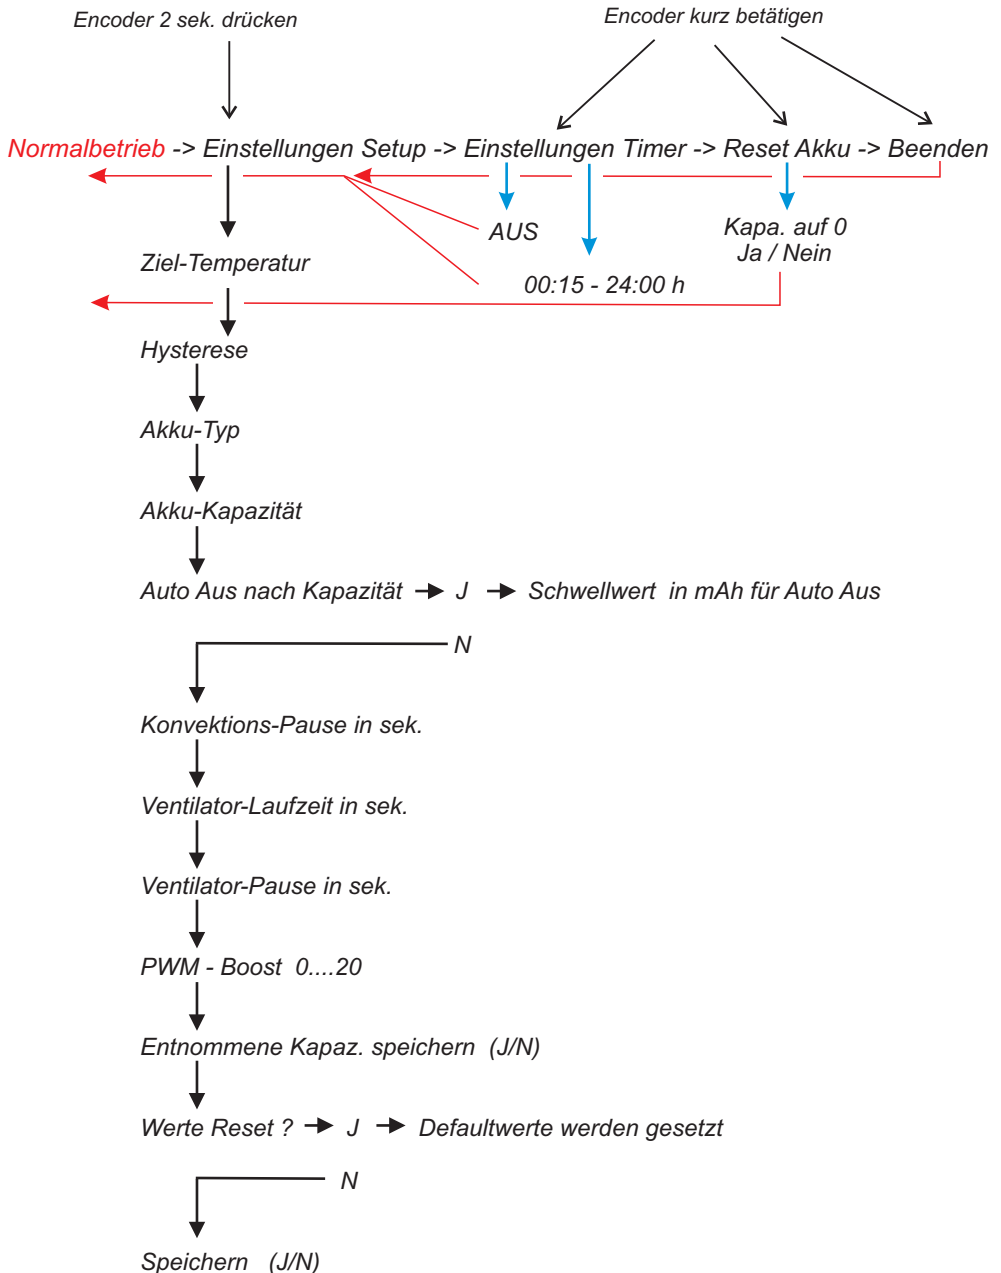 Encoder 2 sek. drücken
Encoder kurz betätigen
Normalbetrieb -> Einstellungen Setup -> Einstellungen Timer -> Reset Akku -> Beenden
AUS
Kapa. auf 0
Ja / Nein
Ziel-Temperatur
00:15 - 24:00 h
Hysterese
Akku-Typ
Akku-Kapazität
Auto Aus nach Kapazität J Schwellwert in mAh für Auto Aus
N
Konvektions-Pause in sek.
Ventilator-Laufzeit in sek.
Ventilator-Pause in sek.
PWM - Boost 0....20
Entnommene Kapaz. speichern (J/N)
Werte Reset ? J Defaultwerte werden gesetzt
N
Speichern (J/N)